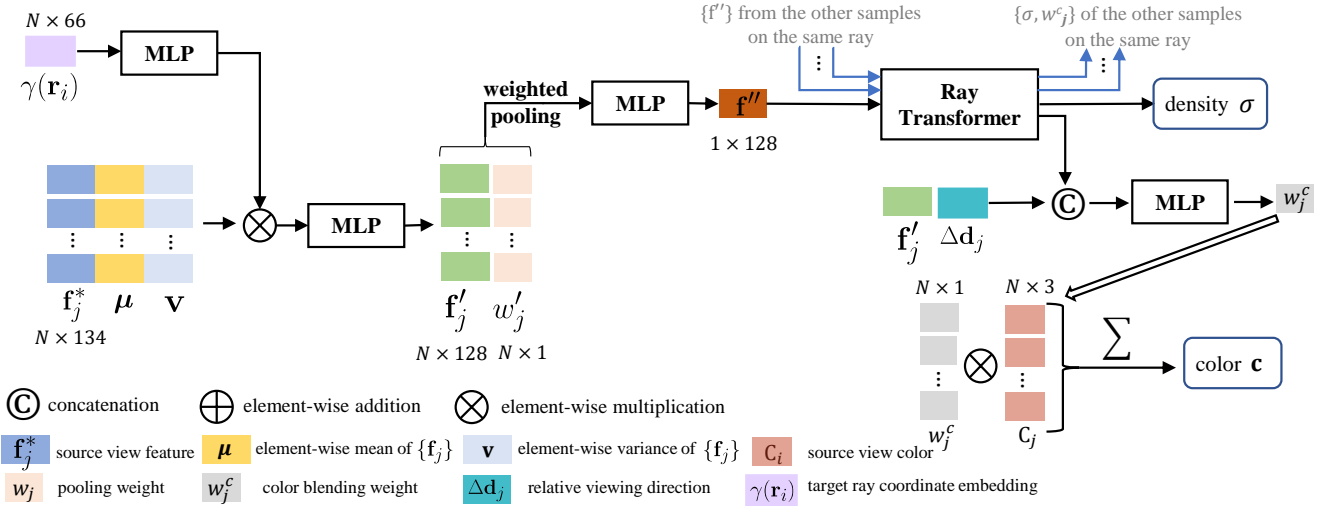 N × 66
MLP
γ(r_i)
{f''} from the other samples
on the same ray
⋮
{σ, w^c_j} of the other samples
on the same ray
⋮
weighted
pooling
MLP
f''
1 × 128
Ray
Transformer
density σ
⋮ ⋮ ⋮
f*_j μ v
N × 134
MLP
⋮ ⋮
f'_j w'_j
N × 128 N × 1
f'_j Δd_j
C
MLP
w^c_j
N × 1 N × 3
⋮ ⋮
w^c_j C_j
∑
color c
C concatenation
element-wise addition
element-wise multiplication
f*_j source view feature
μ element-wise mean of {f_j}
v element-wise variance of {f_j}
C_i source view color
w_j pooling weight
w^c_j color blending weight
Δd_j relative viewing direction
γ(r_i) target ray coordinate embedding